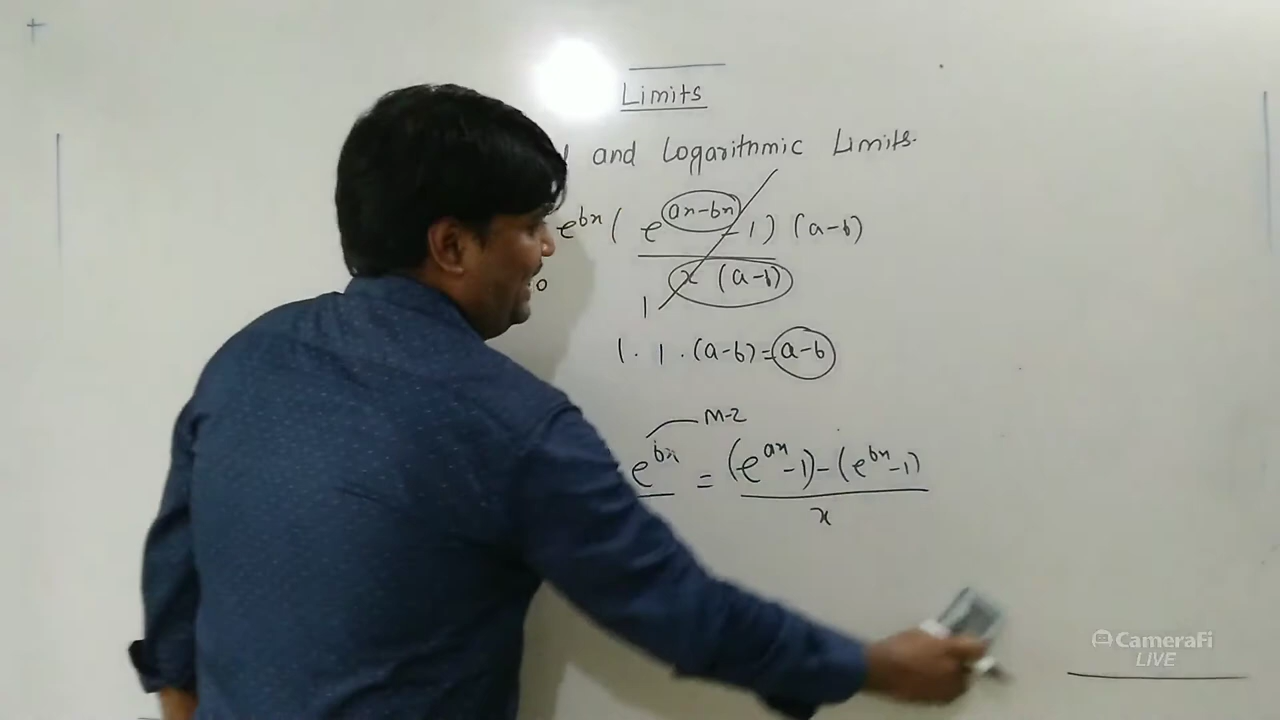 Limits
and Logarithmic Limits.
e^{bx} ( e^{ax-bx} - 1) (a-b)
x (a-b)
0
1
1 . 1 . (a-b) = a-b
M-2
e^{bx} = (e^{ax}-1) - (e^{bx}-1)
x
CameraFi
LIVE